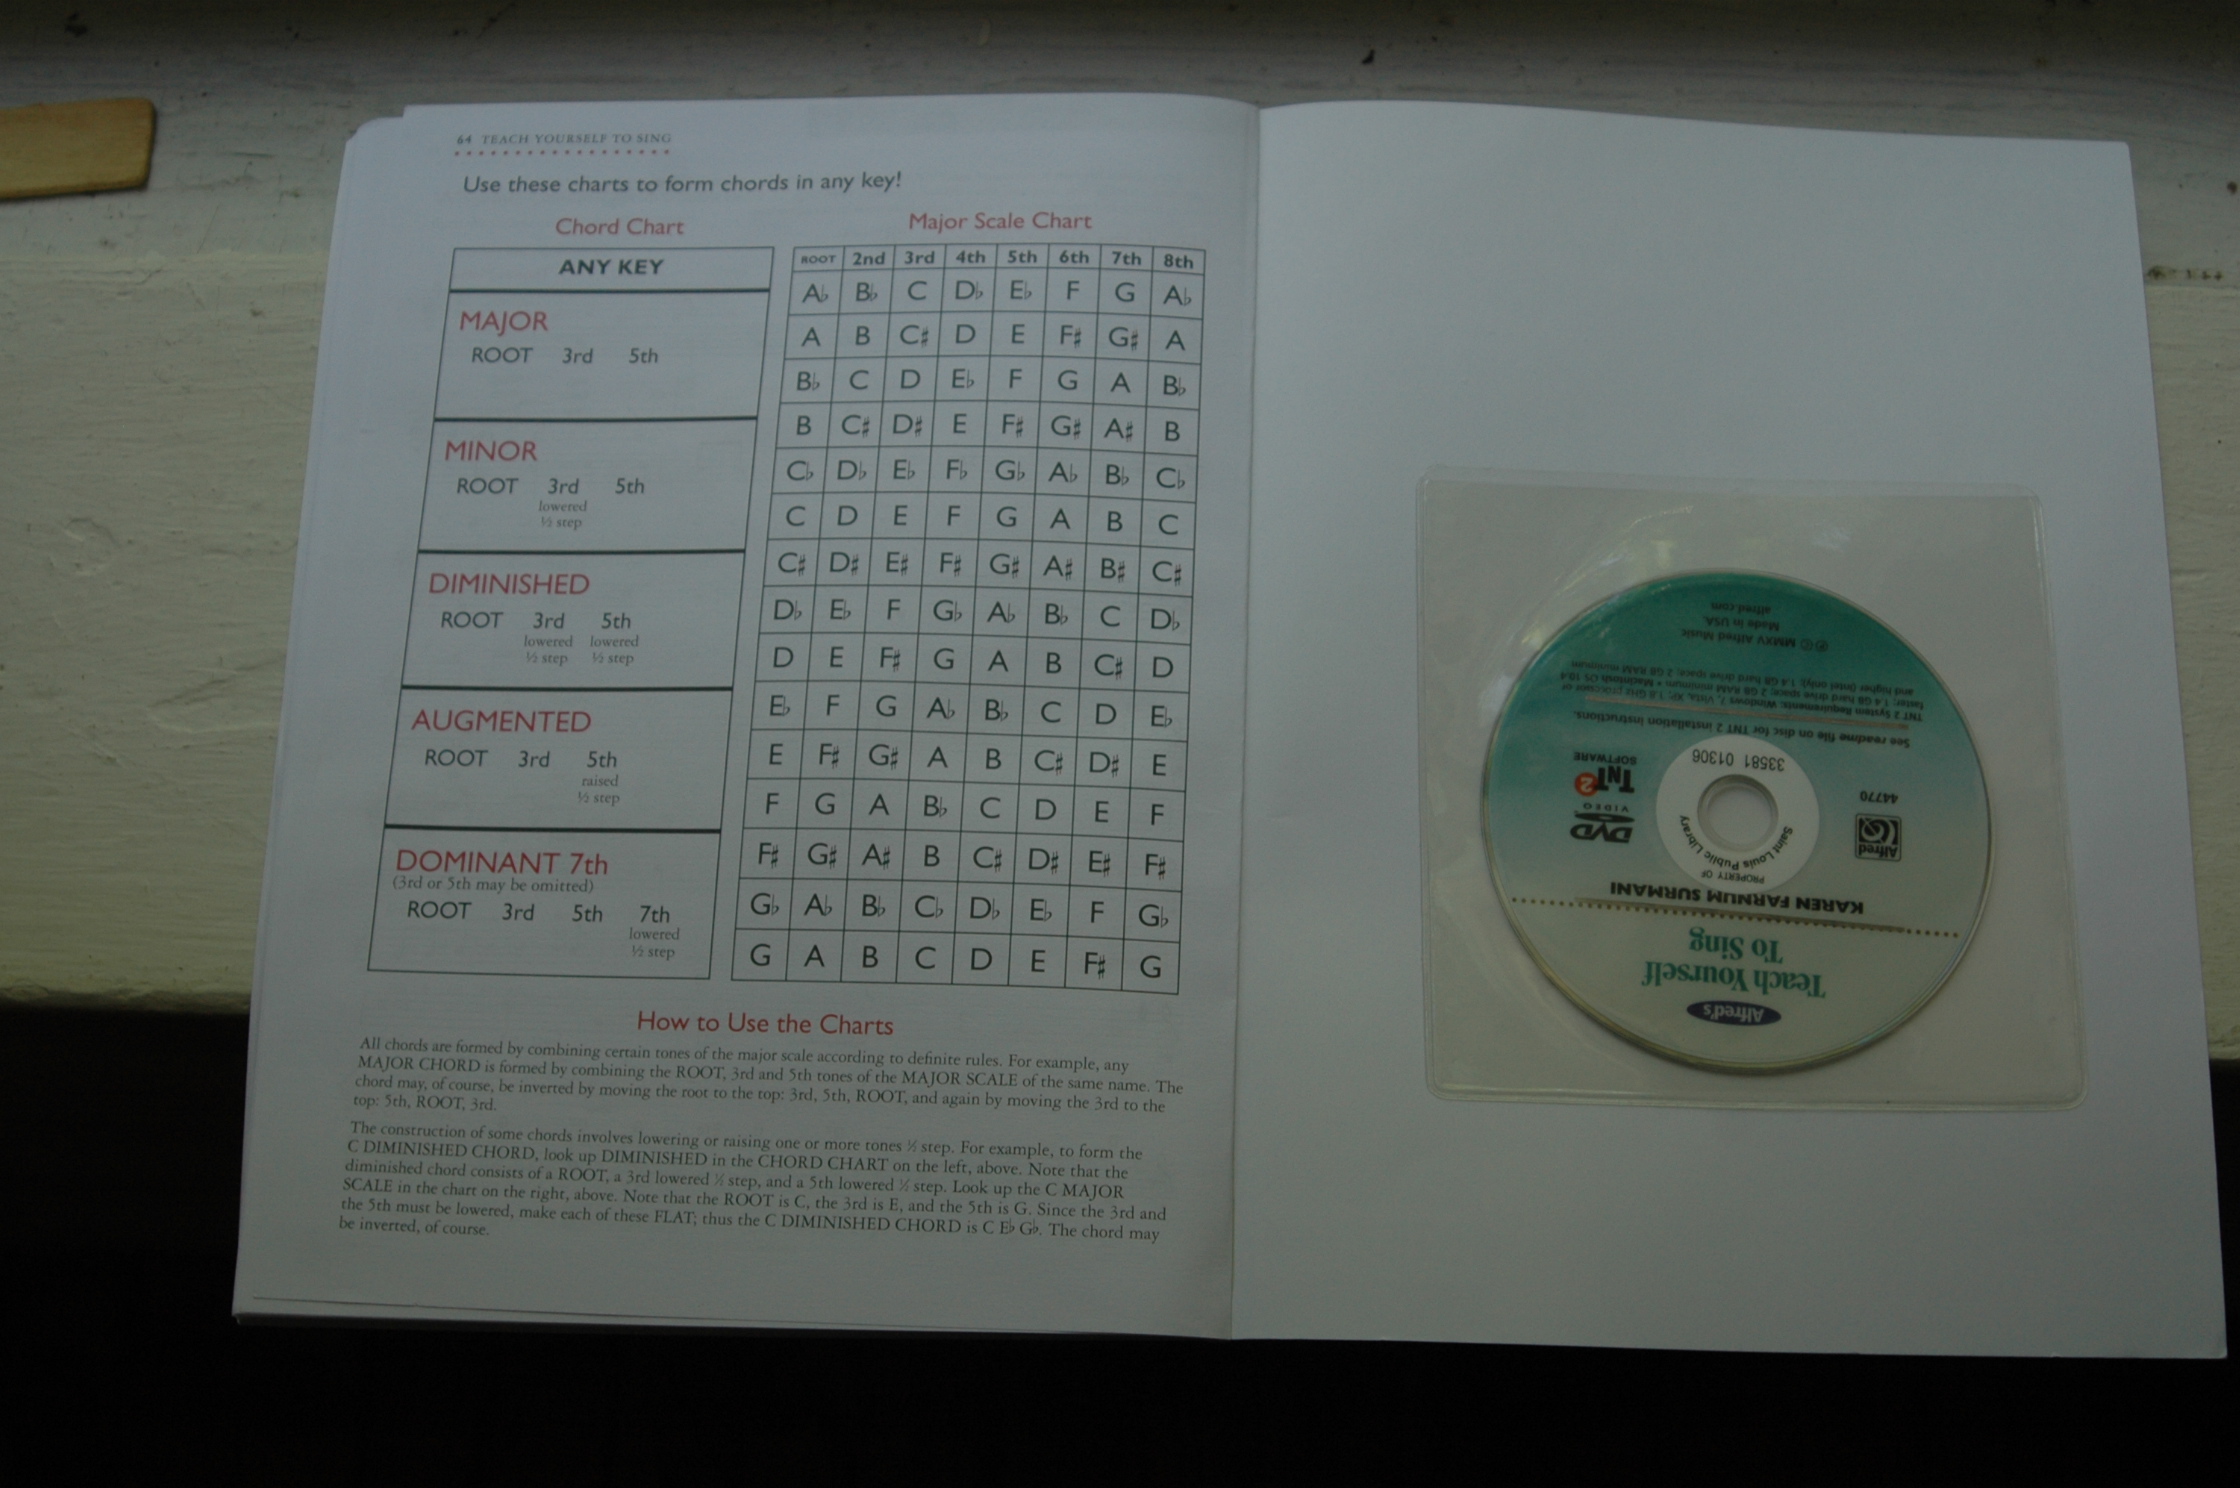 64 TEACH YOURSELF TO SING
Use these charts to form chords in any key!
Chord Chart
ANY KEY
MAJOR
ROOT 3rd 5th
MINOR
ROOT 3rd 5th
lowered
½ step
DIMINISHED
ROOT 3rd 5th
lowered lowered
½ step ½ step
AUGMENTED
ROOT 3rd 5th
raised
½ step
DOMINANT 7th
(3rd or 5th may be omitted)
ROOT 3rd 5th 7th
lowered
½ step
Major Scale Chart
ROOT 2nd 3rd 4th 5th 6th 7th 8th
A♭ B♭ C D♭ E♭ F G A♭
A B C♯ D E F♯ G♯ A
B♭ C D E♭ F G A B♭
B C♯ D♯ E F♯ G♯ A♯ B
C♭ D♭ E♭ F♭ G♭ A♭ B♭ C♭
C D E F G A B C
C♯ D♯ E♯ F♯ G♯ A♯ B♯ C♯
D♭ E♭ F G♭ A♭ B♭ C D♭
D E F♯ G A B C♯ D
E♭ F G A♭ B♭ C D E♭
E F♯ G♯ A B C♯ D♯ E
F G A B♭ C D E F
F♯ G♯ A♯ B C♯ D♯ E♯ F♯
G♭ A♭ B♭ C♭ D♭ E♭ F G♭
G A B C D E F♯ G
How to Use the Charts
All chords are formed by combining certain tones of the major scale according to definite rules. For example, any
MAJOR CHORD is formed by combining the ROOT, 3rd and 5th tones of the MAJOR SCALE of the same name. The
chord may, of course, be inverted by moving the root to the top: 3rd, 5th, ROOT, and again by moving the 3rd to the
top: 5th, ROOT, 3rd.
The construction of some chords involves lowering or raising one or more tones ½ step. For example, to form the
C DIMINISHED CHORD, look up DIMINISHED in the CHORD CHART on the left, above. Note that the
diminished chord consists of a ROOT, a 3rd lowered ½ step, and a 5th lowered ½ step. Look up the C MAJOR
SCALE in the chart on the right, above. Note that the ROOT is C, the 3rd is E, and the 5th is G. Since the 3rd and
the 5th must be lowered, make each of these FLAT; thus the C DIMINISHED CHORD is C E♭ G♭. The chord may
be inverted, of course.
Alfred's
Teach Yourself
To Sing
KAREN FARNUM SURMANI
PROPERTY OF
Saint Louis Public Library
33581 01306
Alfred
44770
DVD
VIDEO
TNT2
SOFTWARE
See readme file on disc for TNT 2 installation instructions.
TNT 2 System Requirements: Windows 7, Vista, XP; 1.8 GHz processor or
faster; 1.4 GB hard drive space; 2 GB RAM minimum • Macintosh OS 10.4
and higher (Intel only); 1.4 GB hard drive space; 2 GB RAM minimum
℗© MMXV Alfred Music
Made in USA.
alfred.com